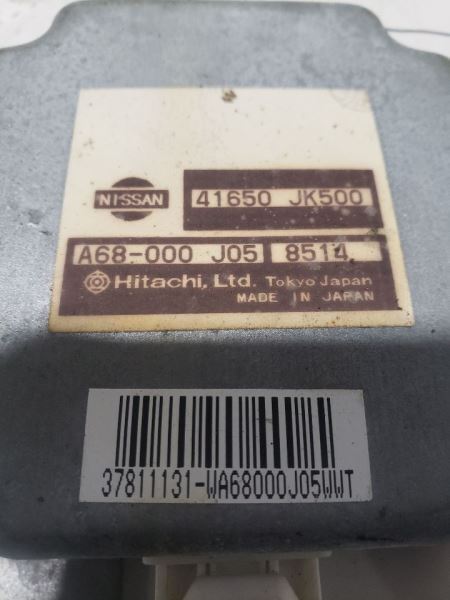 NISSAN 41650 JK500
A68-000 J05 8514
Hitachi, Ltd. Tokyo Japan
MADE IN JAPAN
37811131-WA68000J05WWT